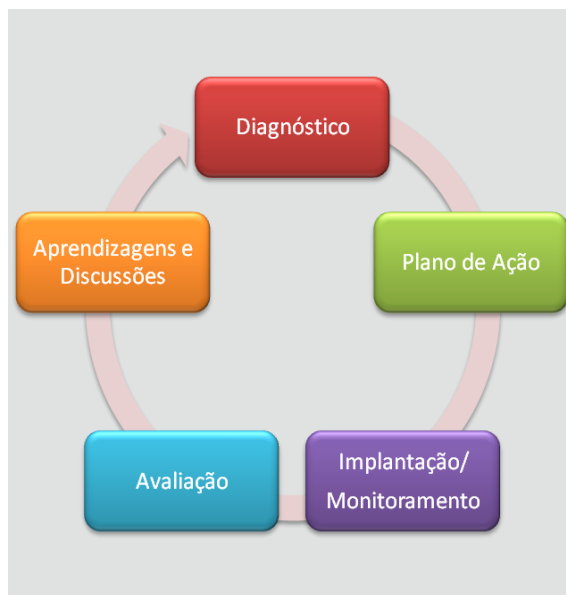 Diagnóstico
Plano de Ação
Implantação/
Monitoramento
Avaliação
Aprendizagens e
Discussões